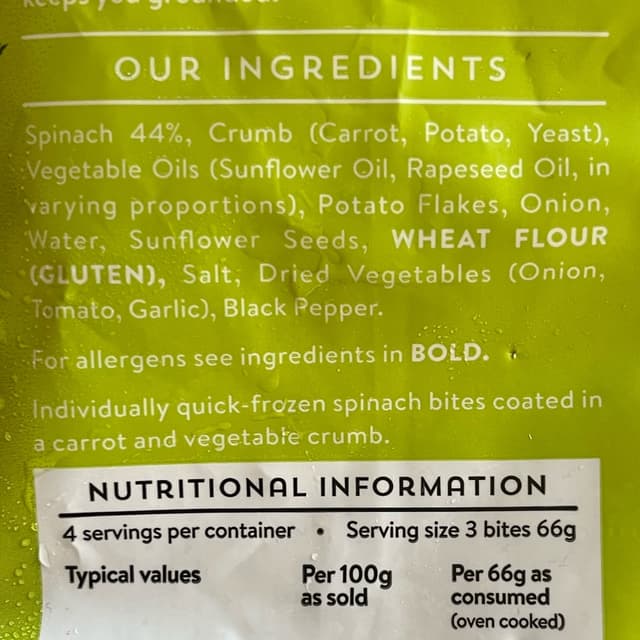 keeps you grounded.
OUR INGREDIENTS
Spinach 44%, Crumb (Carrot, Potato, Yeast),
Vegetable Oils (Sunflower Oil, Rapeseed Oil, in
varying proportions), Potato Flakes, Onion,
Water, Sunflower Seeds, WHEAT FLOUR
(GLUTEN), Salt, Dried Vegetables (Onion,
Tomato, Garlic), Black Pepper.
For allergens see ingredients in BOLD.
Individually quick-frozen spinach bites coated in
a carrot and vegetable crumb.
NUTRITIONAL INFORMATION
4 servings per container • Serving size 3 bites 66g
Typical values Per 100g Per 66g as
as sold consumed
(oven cooked)